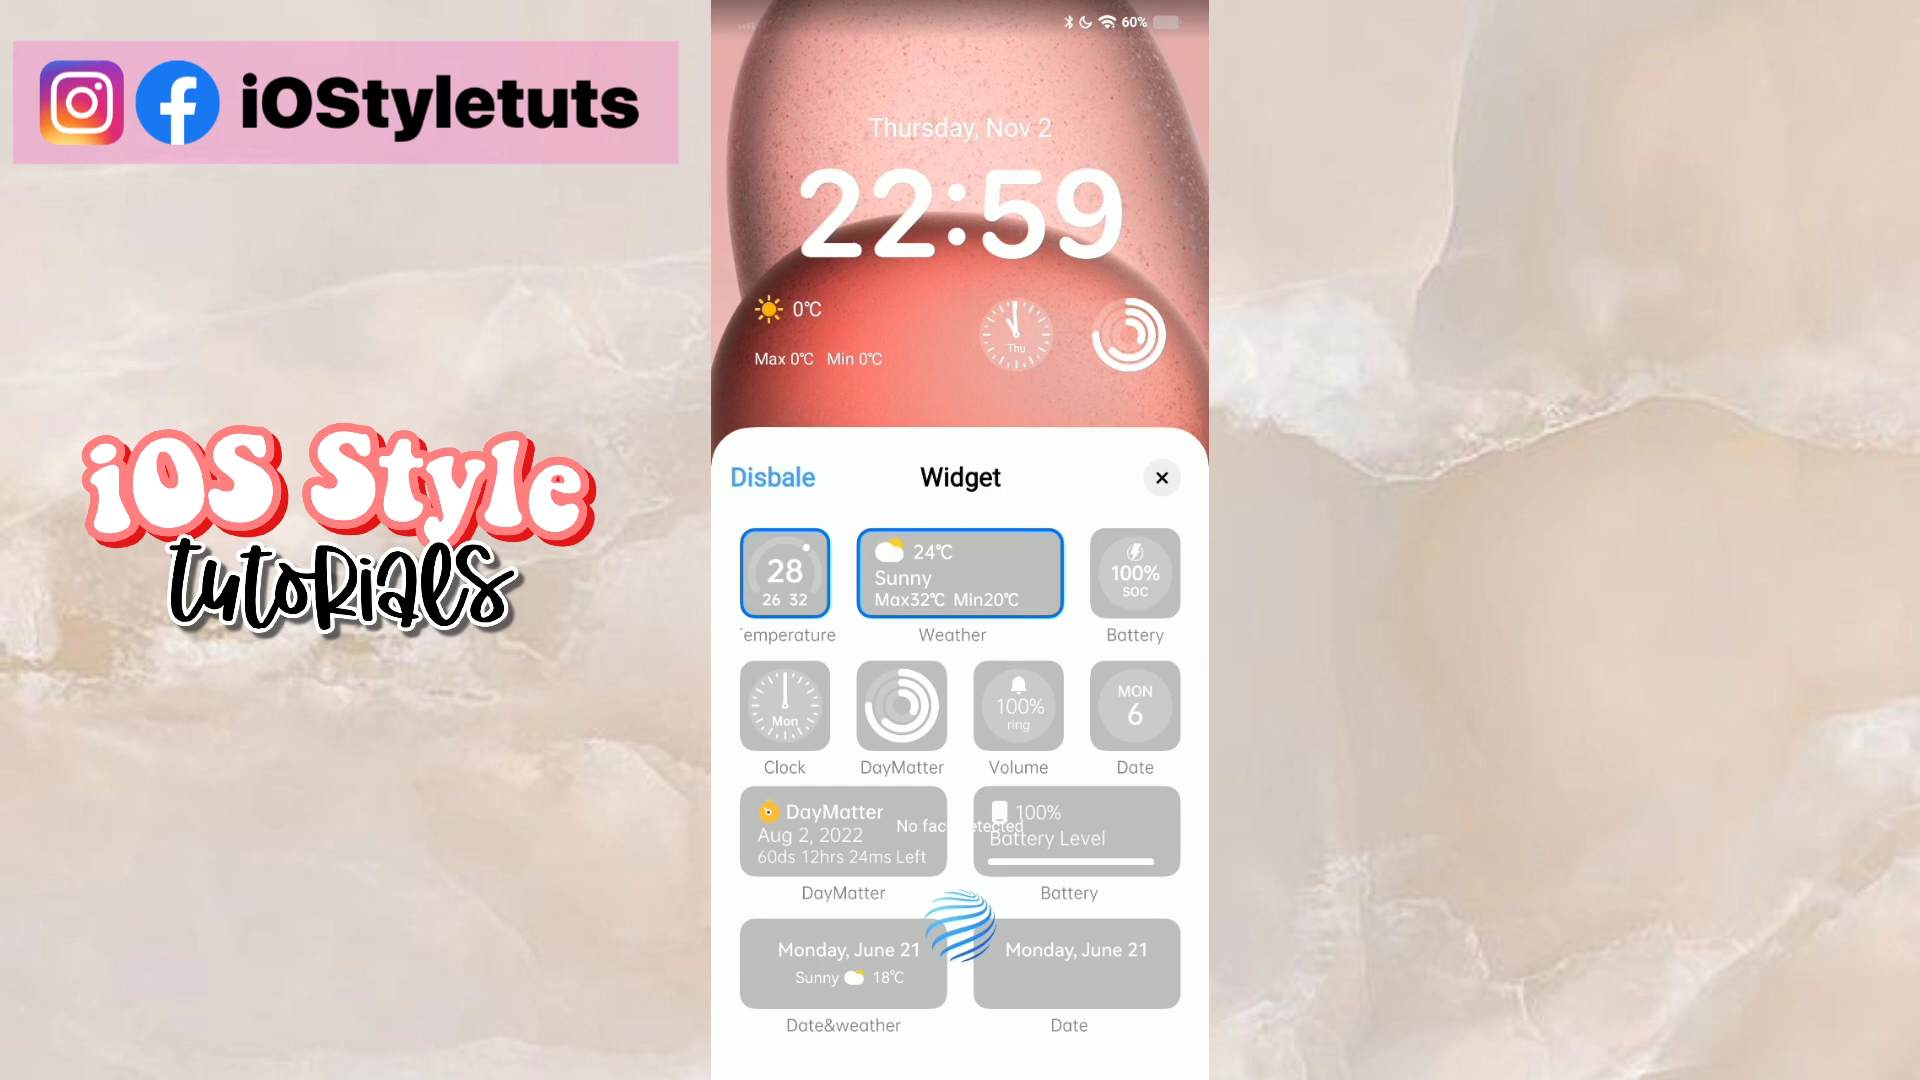 iOStyletuts
iOS Style
tutorials
60%
Thursday, Nov 2
22:59
0℃
Max 0℃ Min 0℃
Thu
Disbale
Widget
28
26 32
24℃
Sunny
Max32℃ Min20℃
100%
soc
emperature
Weather
Battery
Mon
100%
ring
MON
6
Clock
DayMatter
Volume
Date
DayMatter
Aug 2, 2022
60ds 12hrs 24ms Left
100%
Battery Level
No face detected
DayMatter
Battery
Monday, June 21
Sunny 18℃
Monday, June 21
Date&weather
Date